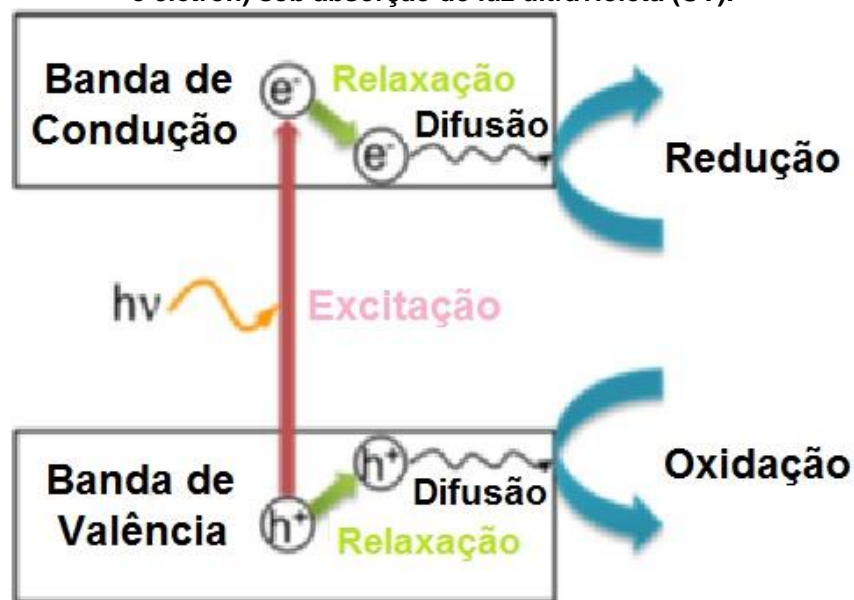 Banda de
Condução
e⁻
Relaxação
e⁻
Difusão
Redução
hν
Excitação
Banda de
Valência
h⁺
h⁺
Difusão
Relaxação
Oxidação